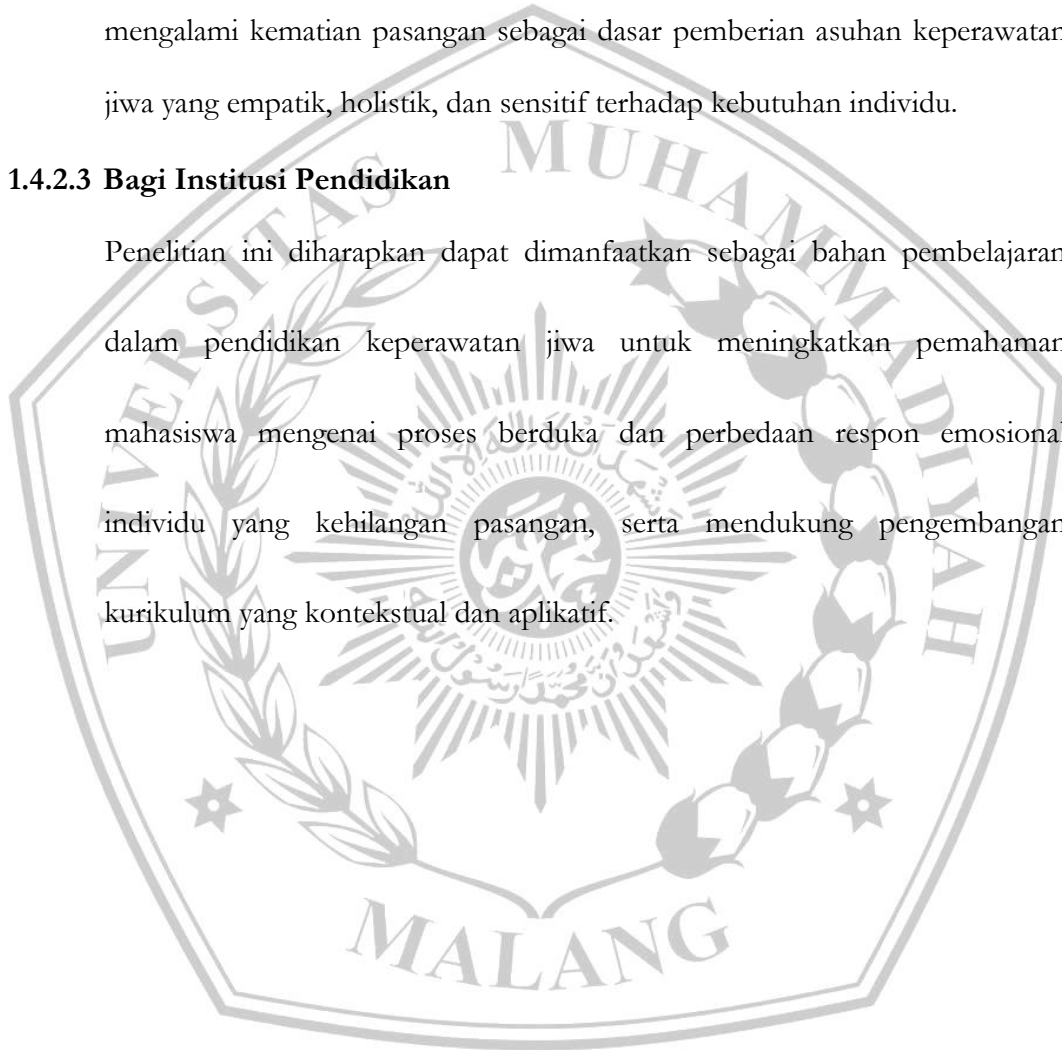 mengalami kematian pasangan sebagai dasar pemberian asuhan keperawatan
jiwa yang empatik, holistik, dan sensitif terhadap kebutuhan individu.
1.4.2.3 Bagi Institusi Pendidikan
Penelitian ini diharapkan dapat dimanfaatkan sebagai bahan pembelajaran
dalam pendidikan keperawatan jiwa untuk meningkatkan pemahaman
mahasiswa mengenai proses berduka dan perbedaan respon emosional
individu yang kehilangan pasangan, serta mendukung pengembangan
kurikulum yang kontekstual dan aplikatif.
UNIVERSITAS MUHAMMADIYAH
MALANG